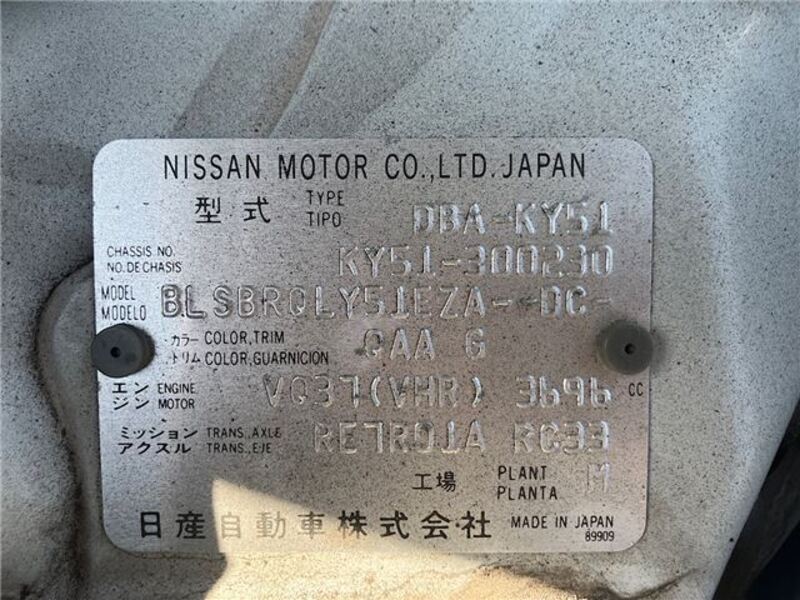 NISSAN MOTOR CO.,LTD. JAPAN
型式 TYPE TIPO DBA-KY51
CHASSIS NO. NO. DE CHASIS KY51-300230
MODEL MODELO BLSBRQLY51EZA--DC-
カラー COLOR, TRIM
トリム COLOR, GUARNICION QAA G
エンジン ENGINE MOTOR VQ37(VHR) 3696 CC
ミッション TRANS., AXLE
アクスル TRANS., EJE RE7R01A RC33
工場 PLANT PLANTA M
日産自動車株式会社 MADE IN JAPAN
89909